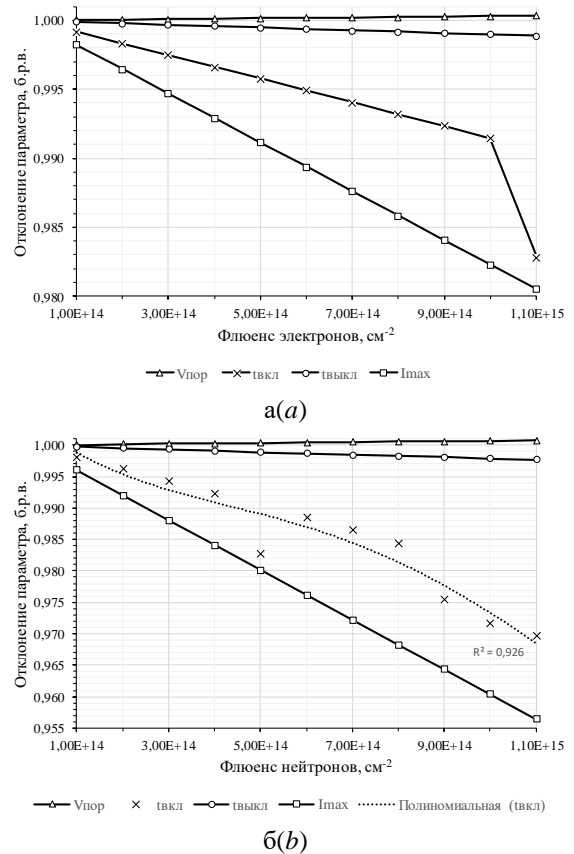 Отклонение параметра, б.р.в.
1,000
0,995
0,990
0,985
0,980
1,00E+14 3,00E+14 5,00E+14 7,00E+14 9,00E+14 1,10E+15
Флюенс электронов, см-2
Vпор tвкл tвыкл Imax
а(a)
Отклонение параметра, б.р.в.
1,000
0,995
0,990
0,985
0,980
0,975
0,970
0,965
0,960
0,955
R² = 0,926
1,00E+14 3,00E+14 5,00E+14 7,00E+14 9,00E+14 1,10E+15
Флюенс нейтронов, см-2
Vпор tвкл tвыкл Imax Полиномиальная (tвкл)
б(b)